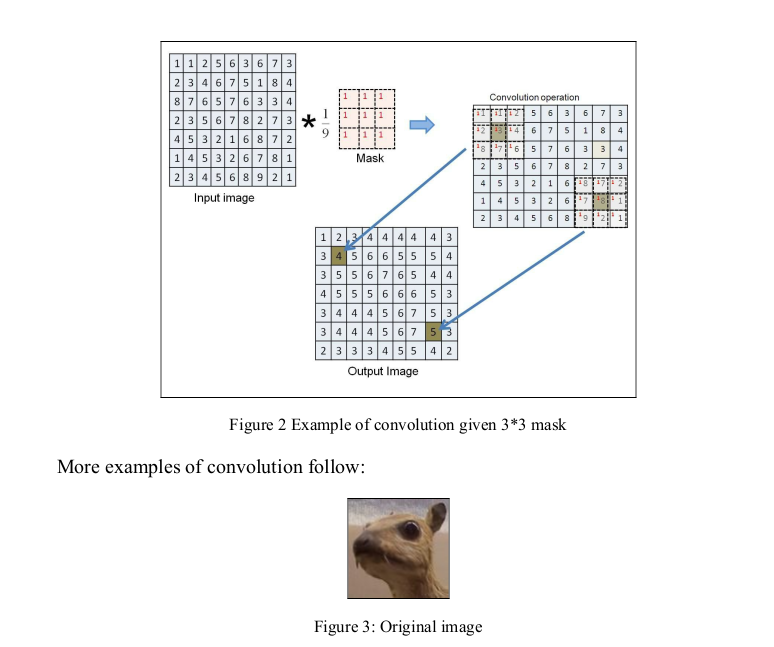 1 1 2 5 6 3 6 7 3
2 3 4 6 7 5 1 8 4
8 7 6 5 7 6 3 3 4
2 3 5 6 7 8 2 7 3
4 5 3 2 1 6 8 7 2
1 4 5 3 2 6 7 8 1
2 3 4 5 6 8 9 2 1
Input image
* 1/9
1 1 1
1 1 1
1 1 1
Mask
Convolution operation
1 1 1 1 1 2 5 6 3 6 7 3
1 2 1 3 1 4 6 7 5 1 8 4
1 8 1 7 1 6 5 7 6 3 3 4
2 3 5 6 7 8 2 7 3
4 5 3 2 1 6 1 8 1 7 1 2
1 4 5 3 2 6 1 7 1 8 1 1
2 3 4 5 6 8 1 9 1 2 1 1
1 2 3 4 4 4 4 4 3
3 4 5 6 6 5 5 5 4
3 5 5 6 7 6 5 4 4
4 5 5 5 6 6 6 5 3
3 4 4 4 5 6 7 5 3
3 4 4 4 5 6 7 5 3
2 3 3 3 4 5 5 4 2
Output Image
Figure 2 Example of convolution given 3*3 mask
More examples of convolution follow:
Figure 3: Original image